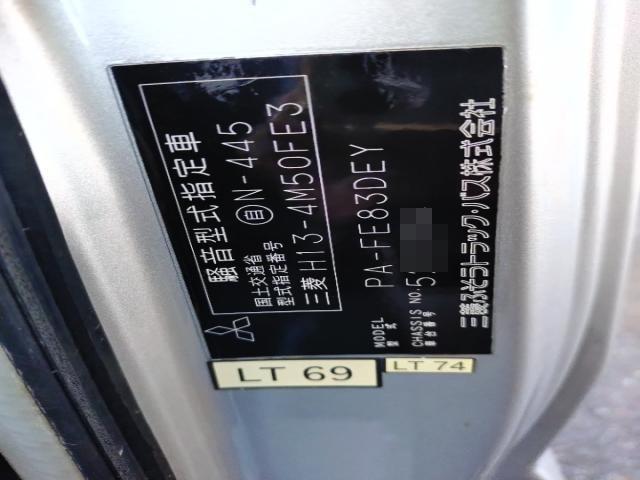 騒音型式指定車
国土交通省
型式指定番号
自N-445
三菱H13-4M50FE3
MODEL
型式
PA-FE83DEY
CHASSIS NO.
車台番号
5
三菱ふそうトラック・バス株式会社
LT 69
LT 74